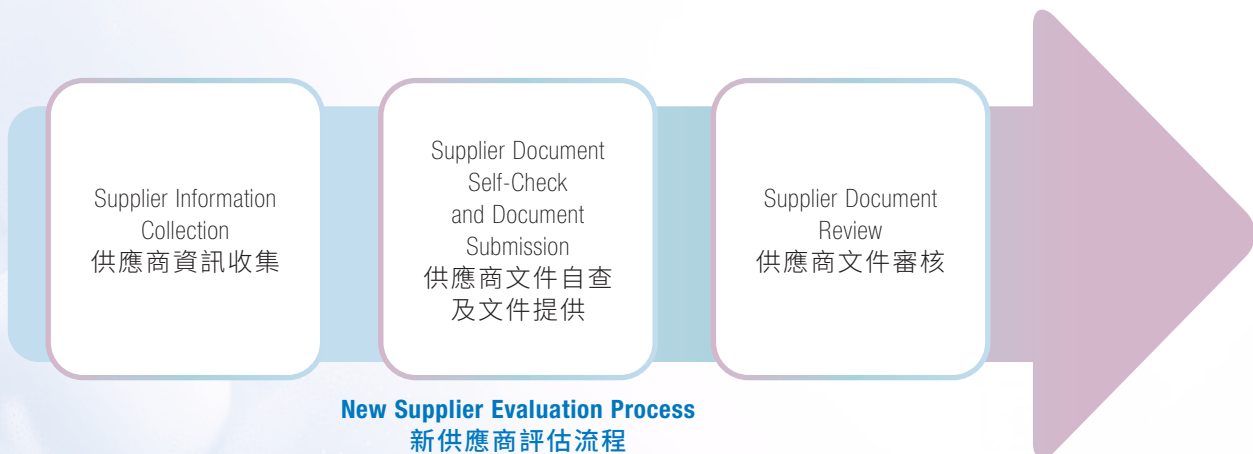 Supplier Information
Collection
供應商資訊收集
Supplier Document
Self-Check
and Document
Submission
供應商文件自查
及文件提供
Supplier Document
Review
供應商文件審核
New Supplier Evaluation Process
新供應商評估流程